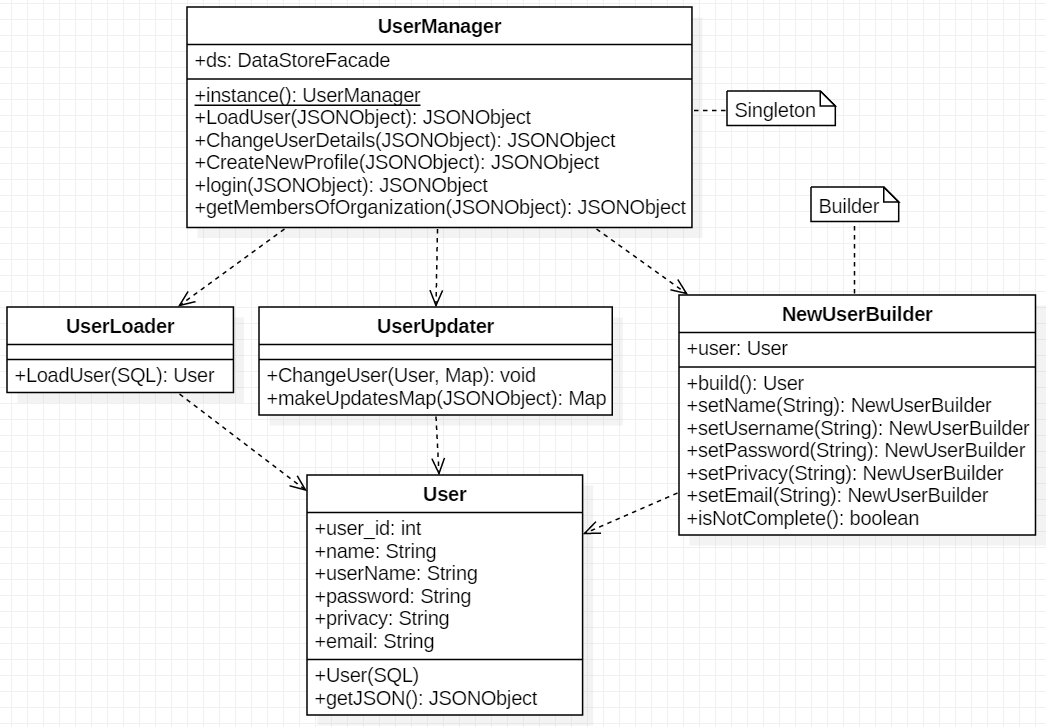 UserManager
+ds: DataStoreFacade
+instance(): UserManager
+LoadUser(JSONObject): JSONObject
+ChangeUserDetails(JSONObject): JSONObject
+CreateNewProfile(JSONObject): JSONObject
+login(JSONObject): JSONObject
+getMembersOfOrganization(JSONObject): JSONObject
Singleton
Builder
UserLoader
+LoadUser(SQL): User
UserUpdater
+ChangeUser(User, Map): void
+makeUpdatesMap(JSONObject): Map
NewUserBuilder
+user: User
+build(): User
+setName(String): NewUserBuilder
+setUsername(String): NewUserBuilder
+setPassword(String): NewUserBuilder
+setPrivacy(String): NewUserBuilder
+setEmail(String): NewUserBuilder
+isNotComplete(): boolean
User
+user_id: int
+name: String
+userName: String
+password: String
+privacy: String
+email: String
+User(SQL)
+getJSON(): JSONObject